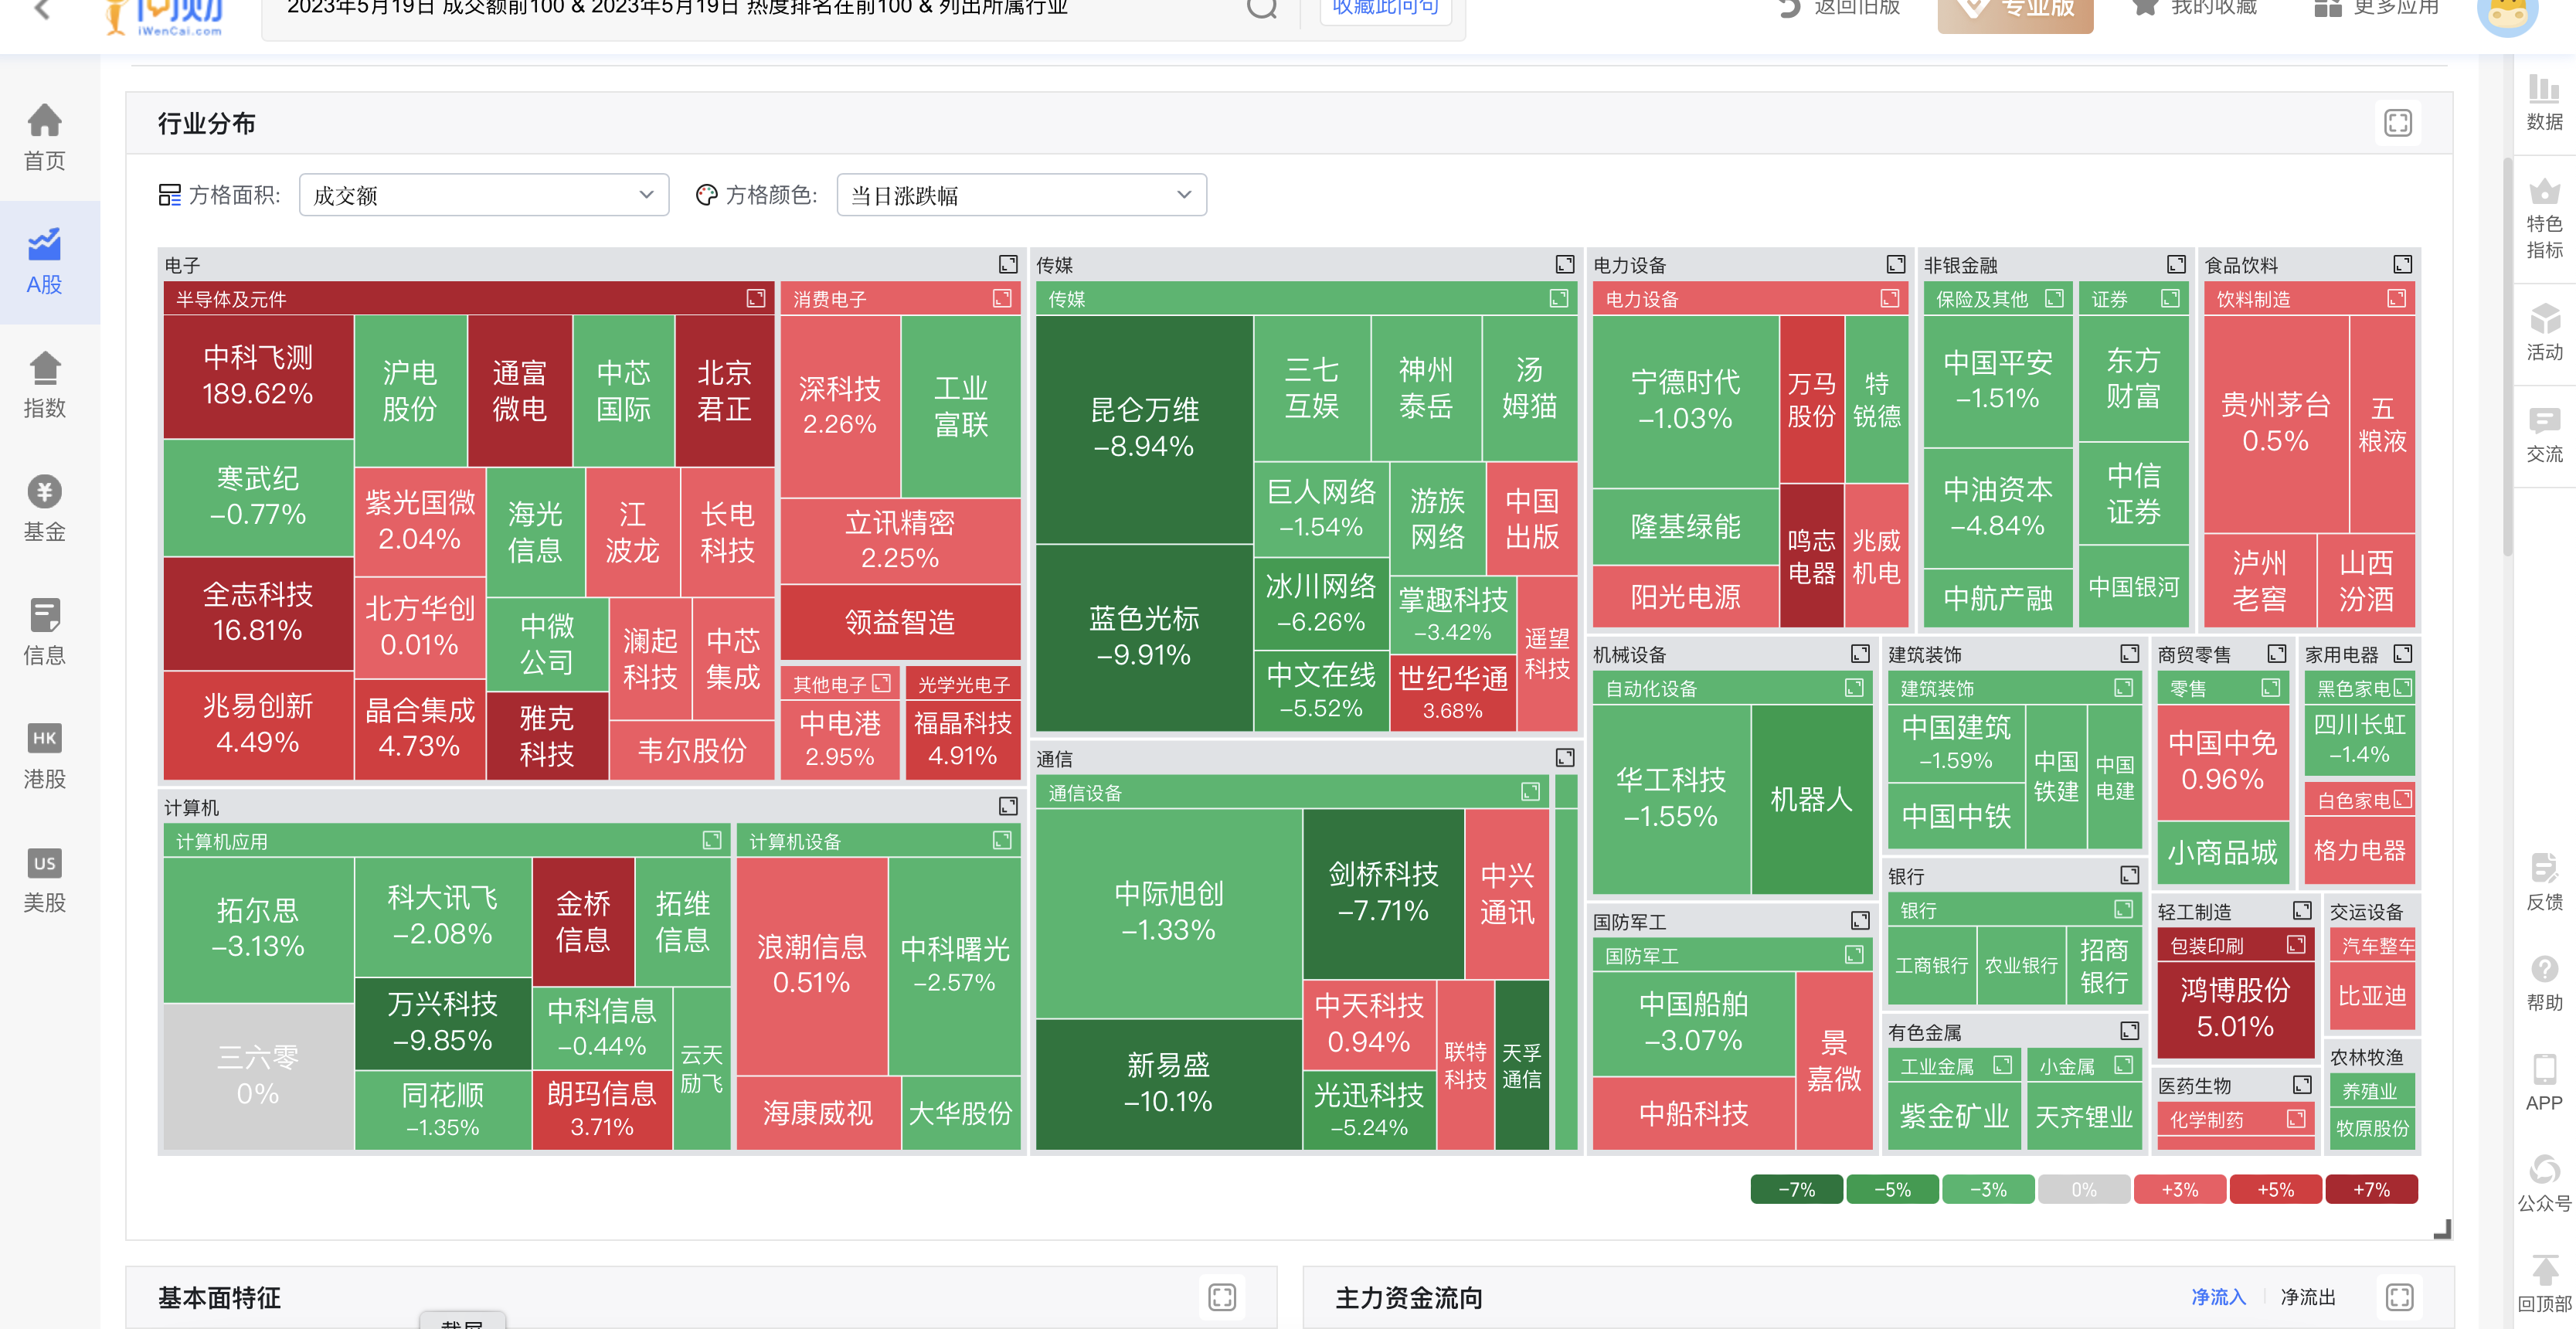 问财
iWenCai.com
2023年5月19日 成交额前100 & 2023年5月19日 热度排名在前100 & 列出所属行业
收藏此问句
返回旧版
专业版
我的收藏
更多应用
首页
A股
指数
基金
信息
HK
港股
US
美股
行业分布
方格面积:
成交额
方格颜色:
当日涨跌幅
电子
半导体及元件
中科飞测
189.62%
沪电
股份
通富
微电
中芯
国际
北京
君正
寒武纪
-0.77%
紫光国微
2.04%
海光
信息
江
波龙
长电
科技
全志科技
16.81%
北方华创
0.01%
中微
公司
澜起
科技
中芯
集成
兆易创新
4.49%
晶合集成
4.73%
雅克
科技
韦尔股份
消费电子
深科技
2.26%
工业
富联
立讯精密
2.25%
领益智造
其他电子
中电港
2.95%
光学光电子
福晶科技
4.91%
计算机
计算机应用
拓尔思
-3.13%
科大讯飞
-2.08%
金桥
信息
拓维
信息
三六零
0%
万兴科技
-9.85%
中科信息
-0.44%
云天
励飞
同花顺
-1.35%
朗玛信息
3.71%
计算机设备
浪潮信息
0.51%
中科曙光
-2.57%
海康威视
大华股份
传媒
传媒
昆仑万维
-8.94%
三七
互娱
神州
泰岳
汤
姆猫
巨人网络
-1.54%
游族
网络
中国
出版
蓝色光标
-9.91%
冰川网络
-6.26%
掌趣科技
-3.42%
遥望
科技
中文在线
-5.52%
世纪华通
3.68%
通信
通信设备
中际旭创
-1.33%
剑桥科技
-7.71%
中兴
通讯
新易盛
-10.1%
中天科技
0.94%
联特
科技
天孚
通信
光迅科技
-5.24%
电力设备
电力设备
宁德时代
-1.03%
万马
股份
特
锐德
隆基绿能
鸣志
电器
兆威
机电
阳光电源
非银金融
保险及其他
中国平安
-1.51%
中油资本
-4.84%
中航产融
证券
东方
财富
中信
证券
中国银河
食品饮料
饮料制造
贵州茅台
0.5%
五
粮液
泸州
老窖
山西
汾酒
机械设备
自动化设备
华工科技
-1.55%
机器人
国防军工
国防军工
中国船舶
-3.07%
景
嘉微
中船科技
建筑装饰
建筑装饰
中国建筑
-1.59%
中国
铁建
中国
电建
中国中铁
银行
银行
工商银行
农业银行
招商
银行
有色金属
工业金属
紫金矿业
小金属
天齐锂业
商贸零售
零售
中国中免
0.96%
小商品城
家用电器
黑色家电
四川长虹
-1.4%
白色家电
格力电器
轻工制造
包装印刷
鸿博股份
5.01%
交运设备
汽车整车
比亚迪
医药生物
化学制药
农林牧渔
养殖业
牧原股份
-7%
-5%
-3%
0%
+3%
+5%
+7%
基本面特征
截屏
主力资金流向
净流入
净流出
数据
特色
指标
活动
交流
反馈
帮助
APP
公众号
回顶部